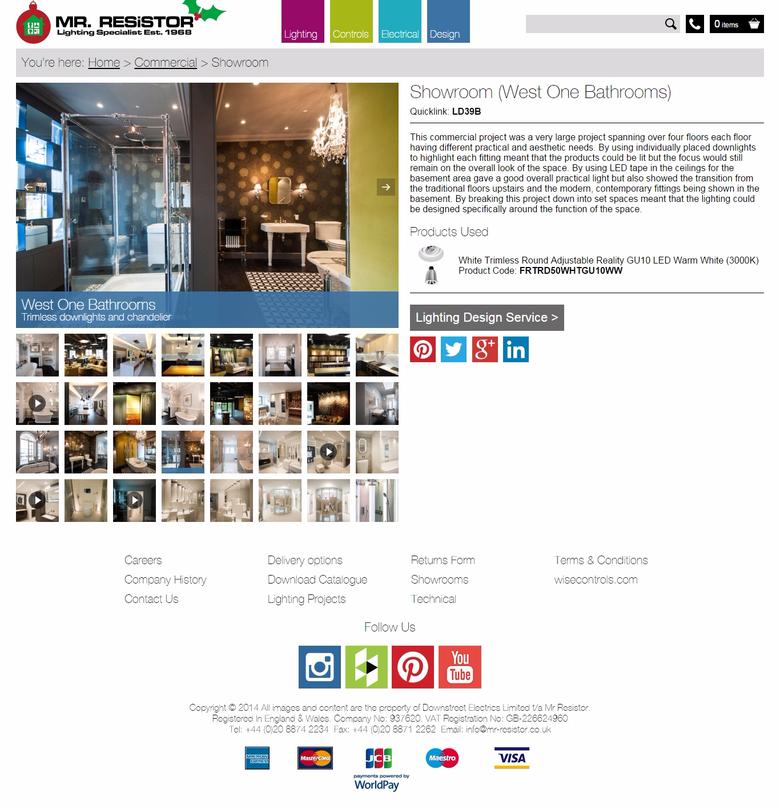 MR. RESISTOR
Lighting Specialist Est. 1968
Lighting
Controls
Electrical
Design
0 items
You're here: Home > Commercial > Showroom
West One Bathrooms
Trimless downlights and chandelier
Showroom (West One Bathrooms)
Quicklink: LD39B
This commercial project was a very large project spanning over four floors each floor
having different practical and aesthetic needs. By using individually placed downlights
to highlight each fitting meant that the products could be lit but the focus would still
remain on the overall look of the space. By using LED tape in the ceilings for the
basement area gave a good overall practical light but also showed the transition from
the traditional floors upstairs and the modern, contemporary fittings being shown in the
basement. By breaking this project down into set spaces meant that the lighting could
be designed specifically around the function of the space.
Products Used
White Trimless Round Adjustable Reality GU10 LED Warm White (3000K)
Product Code: FRTRD50WHTGU10WW
Lighting Design Service >
g+
in
Careers
Delivery options
Returns Form
Terms & Conditions
Company History
Download Catalogue
Showrooms
wisecontrols.com
Contact Us
Lighting Projects
Technical
Follow Us
You
Tube
Copyright © 2014 All images and content are the property of Downstreet Electrics Limited t/a Mr Resistor.
Registered In England & Wales. Company No: 937620. VAT Registration No: GB-226624960
Tel: +44 (0)20 8874 2234 Fax: +44 (0)20 8871 2262 Email: info@mr-resistor.co.uk
AMERICAN EXPRESS
MasterCard
JCB
Maestro
VISA
payments powered by
WorldPay